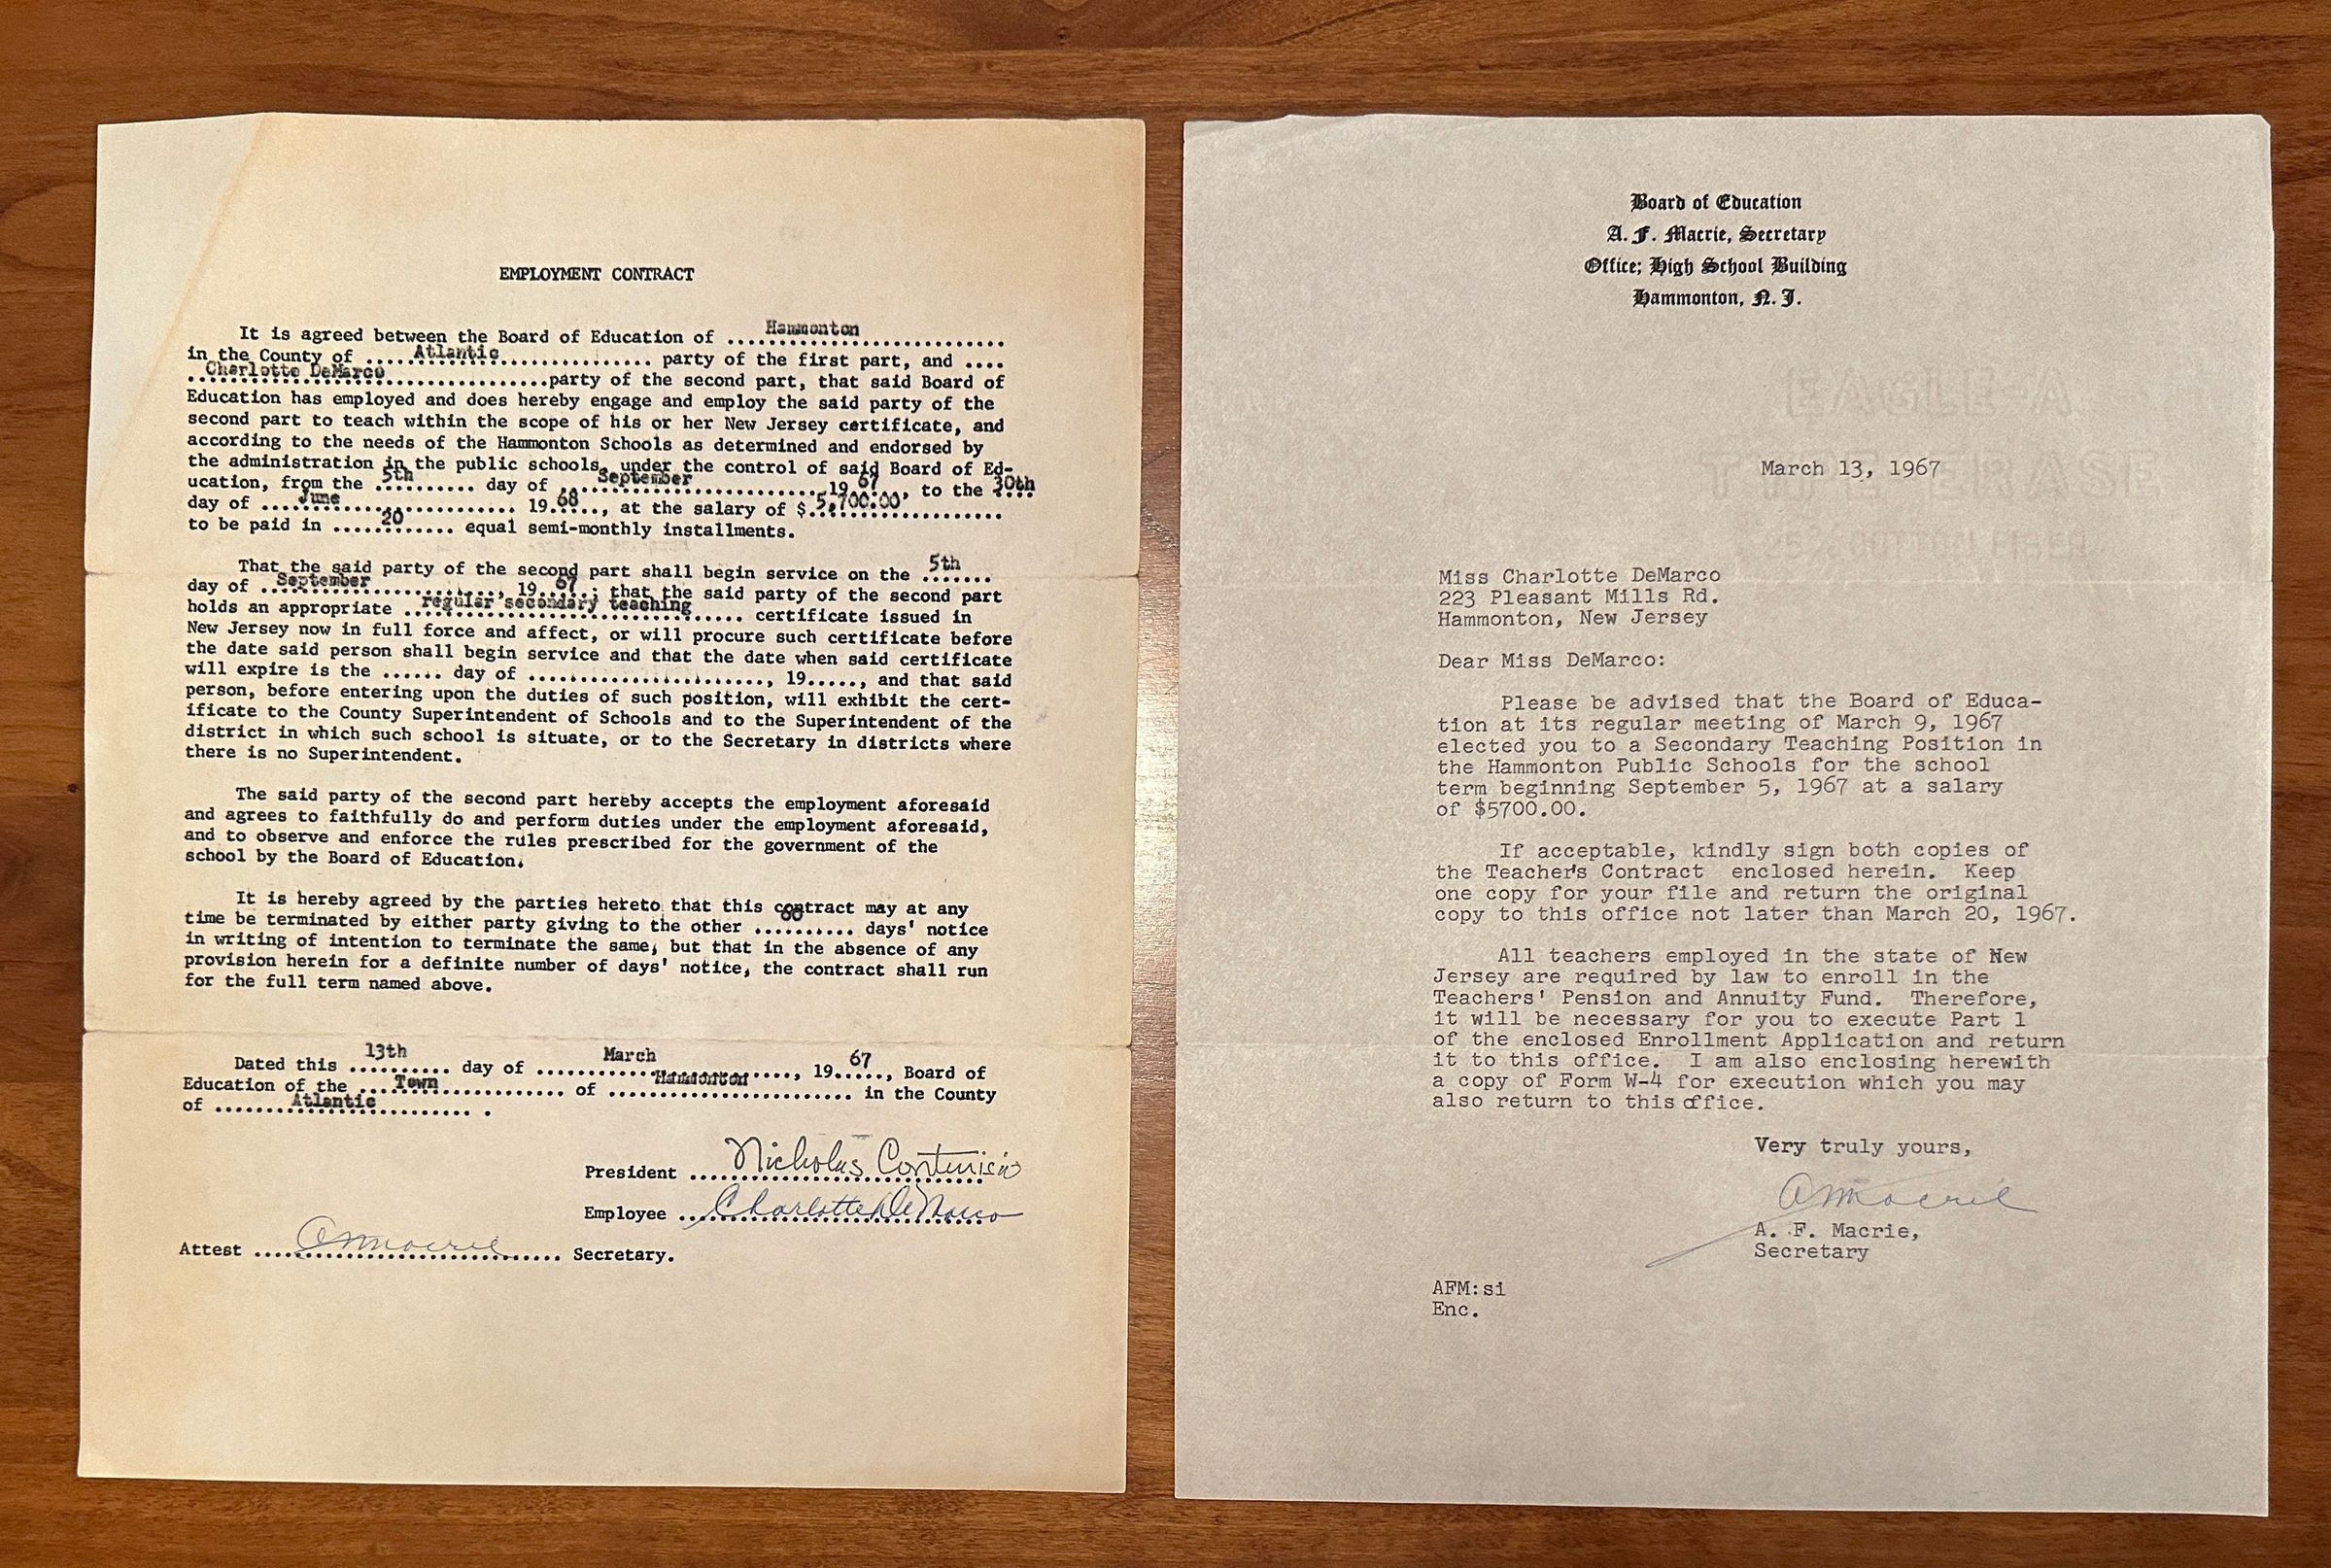 EMPLOYMENT CONTRACT
It is agreed between the Board of Education of Hammonton
in the County of Atlantic party of the first part, and
Charlotte DeMarco party of the second part, that said Board of
Education has employed and does hereby engage and employ the said party of the
second part to teach within the scope of his or her New Jersey certificate, and
according to the needs of the Hammonton Schools as determined and endorsed by
the administration in the public schools, under the control of said Board of Ed-
ucation, from the 5th day of September 1967, to the 30th
day of June 1968, at the salary of $ 5,700.00
to be paid in 20 equal semi-monthly installments.
That the said party of the second part shall begin service on the 5th
day of September, 1967; that the said party of the second part
holds an appropriate regular secondary teaching certificate issued in
New Jersey now in full force and affect, or will procure such certificate before
the date said person shall begin service and that the date when said certificate
will expire is the ...... day of ......................, 19....., and that said
person, before entering upon the duties of such position, will exhibit the cert-
ificate to the County Superintendent of Schools and to the Superintendent of the
district in which such school is situate, or to the Secretary in districts where
there is no Superintendent.
The said party of the second part hereby accepts the employment aforesaid
and agrees to faithfully do and perform duties under the employment aforesaid,
and to observe and enforce the rules prescribed for the government of the
school by the Board of Education.
It is hereby agreed by the parties hereto that this contract may at any
time be terminated by either party giving to the other 60 days' notice
in writing of intention to terminate the same, but that in the absence of any
provision herein for a definite number of days' notice, the contract shall run
for the full term named above.
Dated this 13th day of March, 1967, Board of
Education of the Town of Hammonton in the County
of Atlantic.
President Nicholas
Employee Charlotte DeMarco
Attest A F Macrie Secretary.
Board of Education
A. F. Macrie, Secretary
Office; High School Building
Hammonton, N. J.
EAGLE-A
March 13, 1967
Miss Charlotte DeMarco
223 Pleasant Mills Rd.
Hammonton, New Jersey
Dear Miss DeMarco:
Please be advised that the Board of Educa-
tion at its regular meeting of March 9, 1967
elected you to a Secondary Teaching Position in
the Hammonton Public Schools for the school
term beginning September 5, 1967 at a salary
of $5700.00.
If acceptable, kindly sign both copies of
the Teacher's Contract enclosed herein. Keep
one copy for your file and return the original
copy to this office not later than March 20, 1967.
All teachers employed in the state of New
Jersey are required by law to enroll in the
Teachers' Pension and Annuity Fund. Therefore,
it will be necessary for you to execute Part 1
of the enclosed Enrollment Application and return
it to this office. I am also enclosing herewith
a copy of Form W-4 for execution which you may
also return to this office.
Very truly yours,
A F Macrie
A. F. Macrie,
Secretary
AFM:si
Enc.